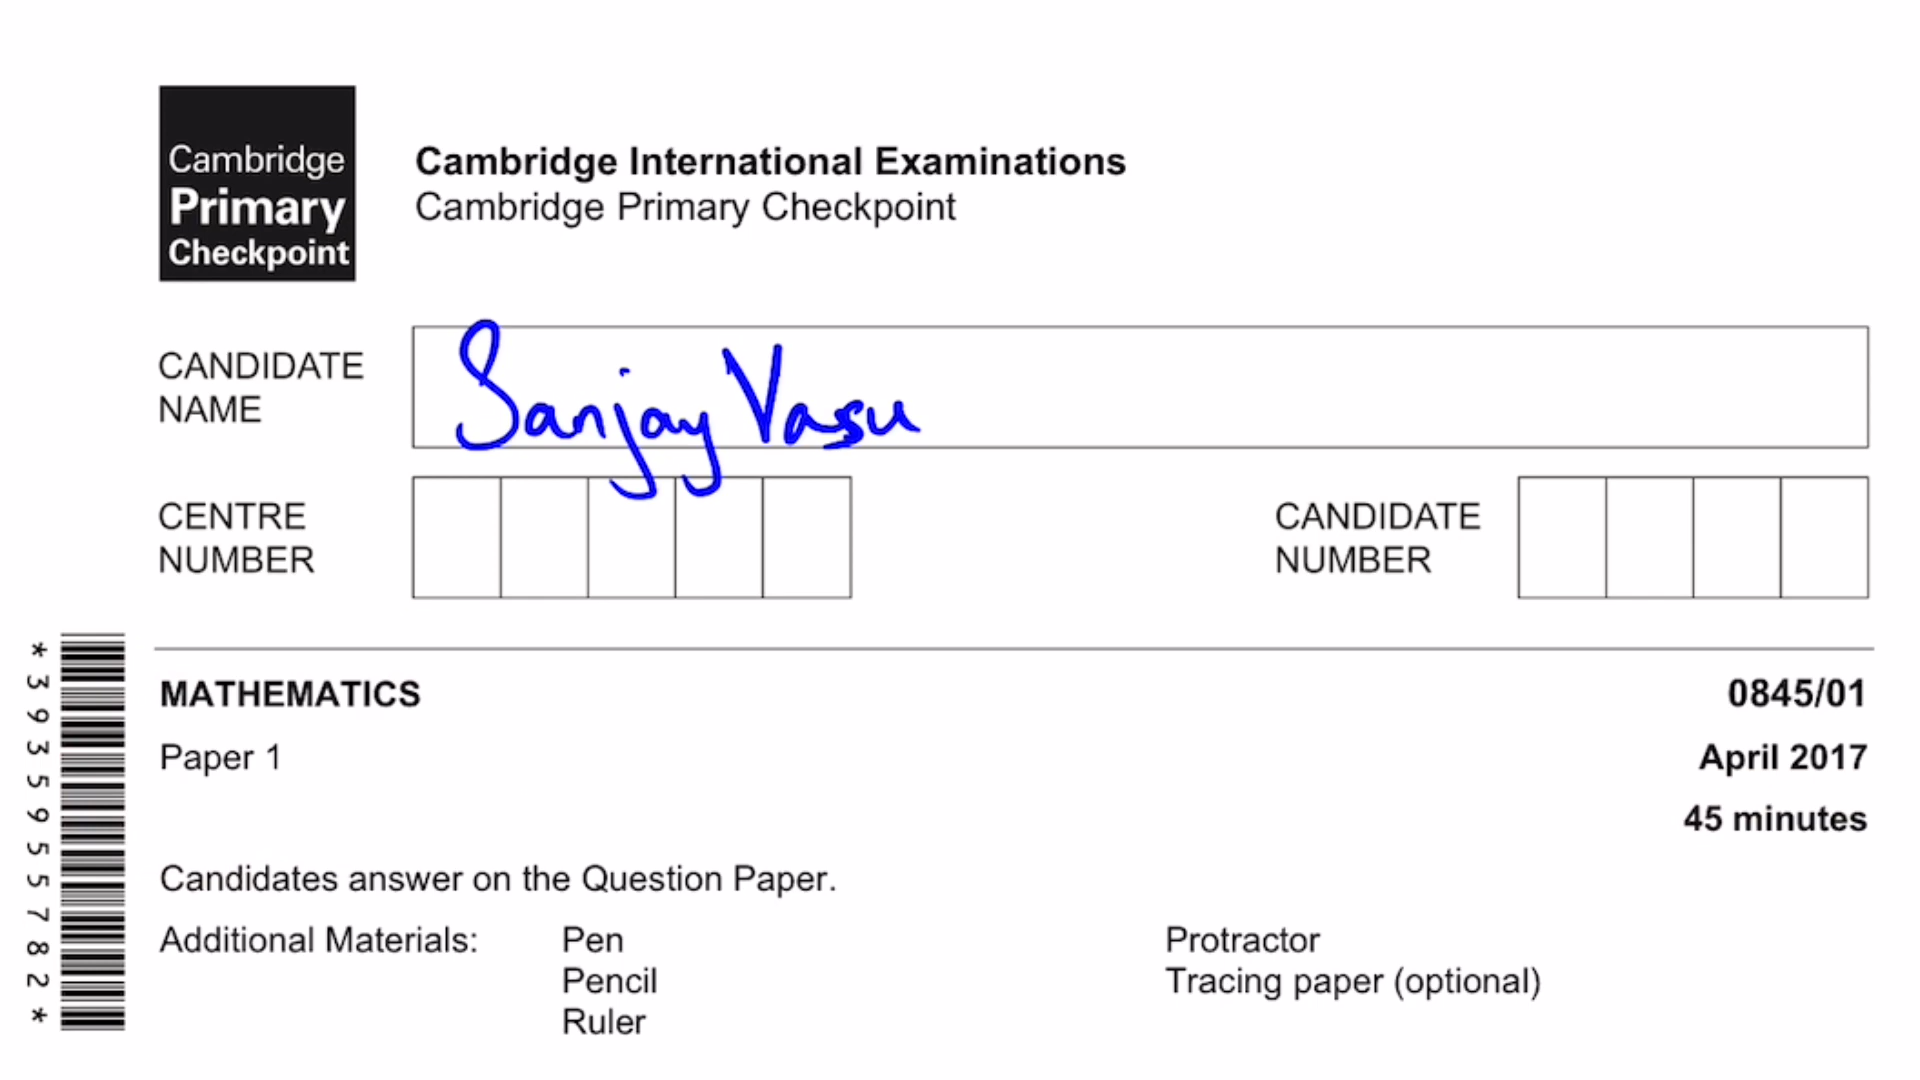 Cambridge
Primary
Checkpoint
Cambridge International Examinations
Cambridge Primary Checkpoint
CANDIDATE
NAME
Sanjay Vasu
CENTRE
NUMBER
CANDIDATE
NUMBER
*3935955782*
MATHEMATICS
0845/01
Paper 1
April 2017
45 minutes
Candidates answer on the Question Paper.
Additional Materials:
Pen
Pencil
Ruler
Protractor
Tracing paper (optional)